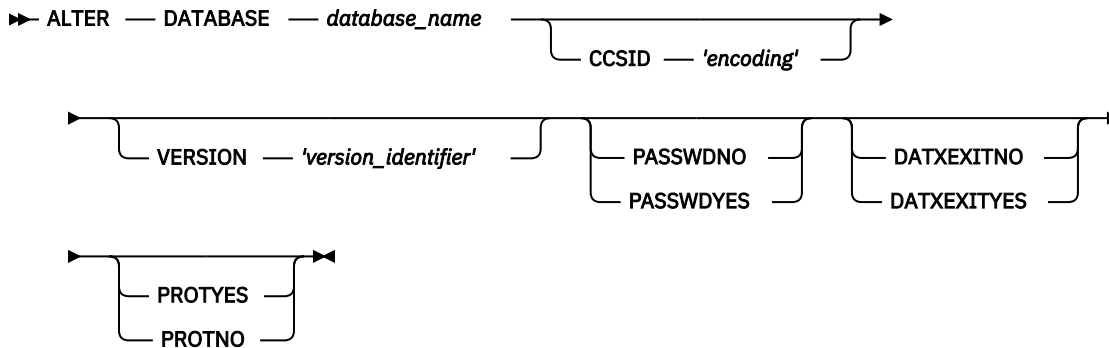 ALTER DATABASE database_name
CCSID 'encoding'
VERSION 'version_identifier'
PASSWDNO
PASSWDYES
DATXEXITNO
DATXEXITYES
PROTYES
PROTNO